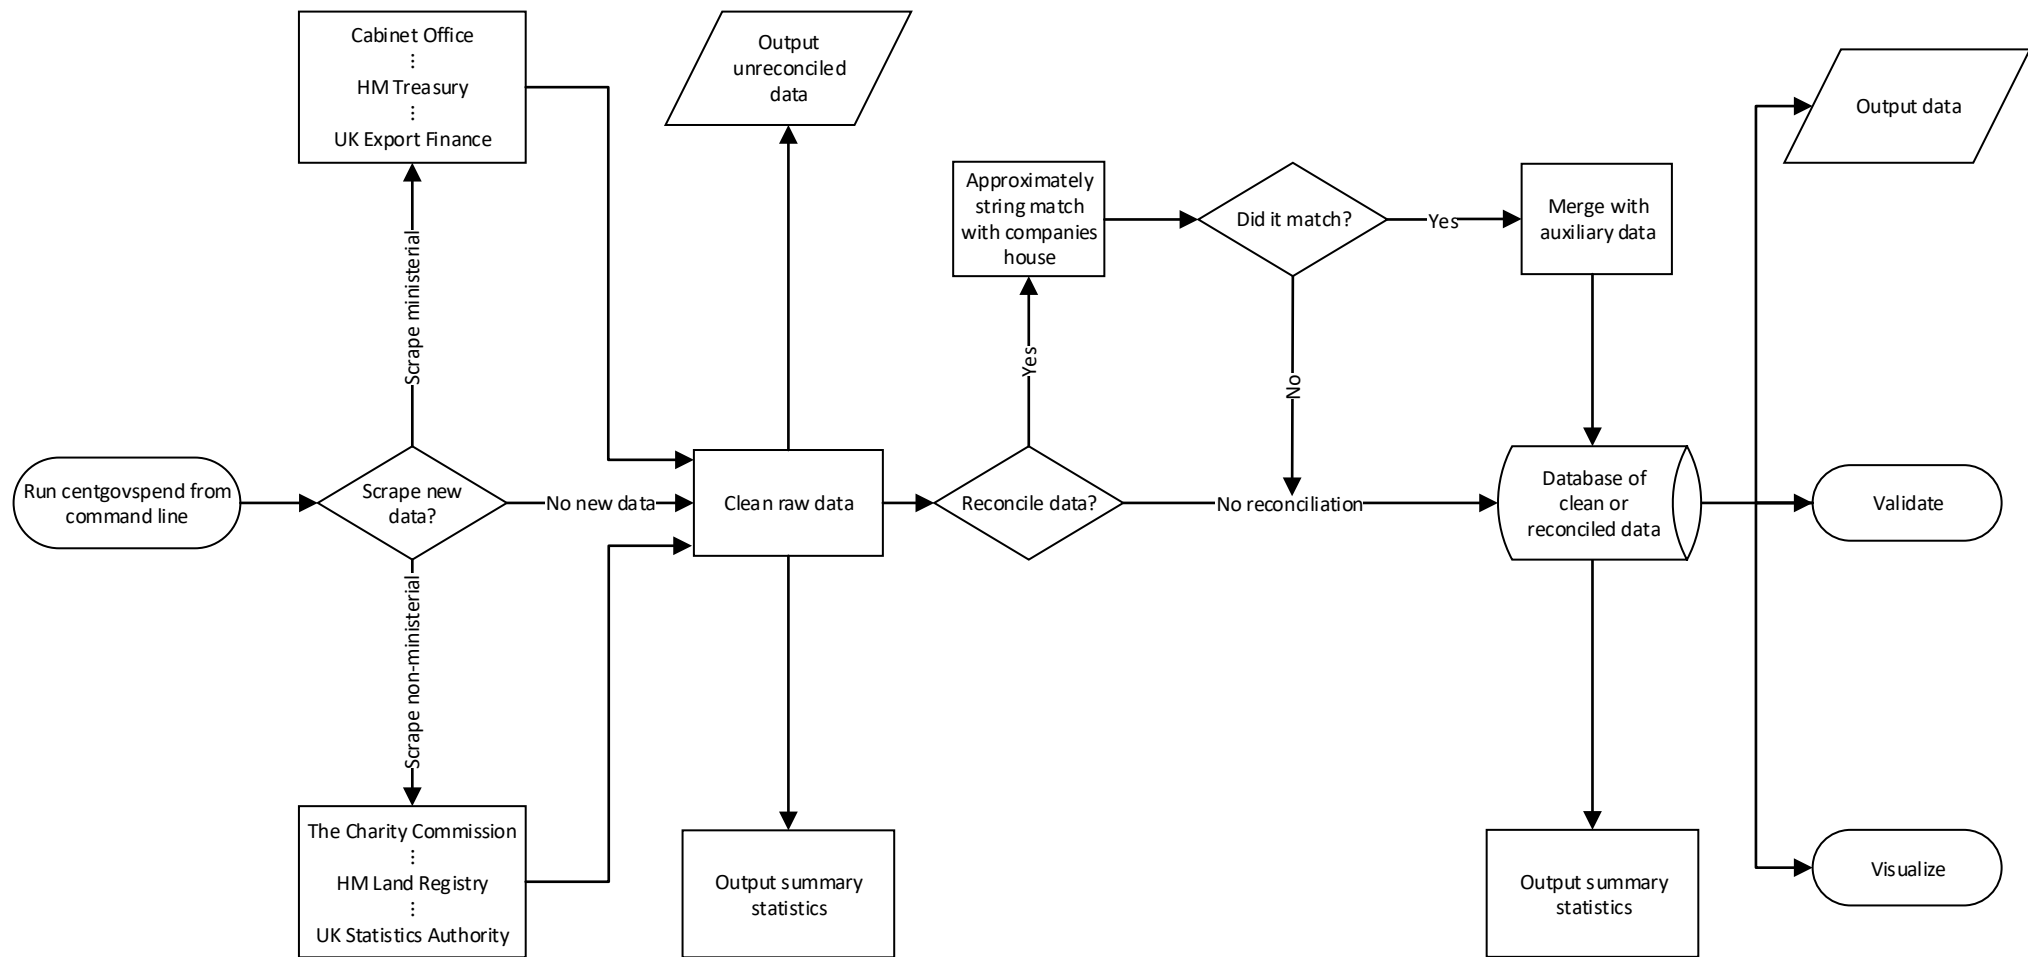 Cabinet Office
⋮
HM Treasury
⋮
UK Export Finance
Output
unreconciled
data
Output data
Approximately
string match
with companies
house
Did it match?
Yes
Merge with
auxiliary data
Scrape ministerial
Yes
No
Run centgovspend from
command line
Scrape new
data?
No new data
Clean raw data
Reconcile data?
No reconciliation
Database of
clean or
reconciled data
Validate
Scrape non-ministerial
The Charity Commission
⋮
HM Land Registry
⋮
UK Statistics Authority
Output summary
statistics
Output summary
statistics
Visualize